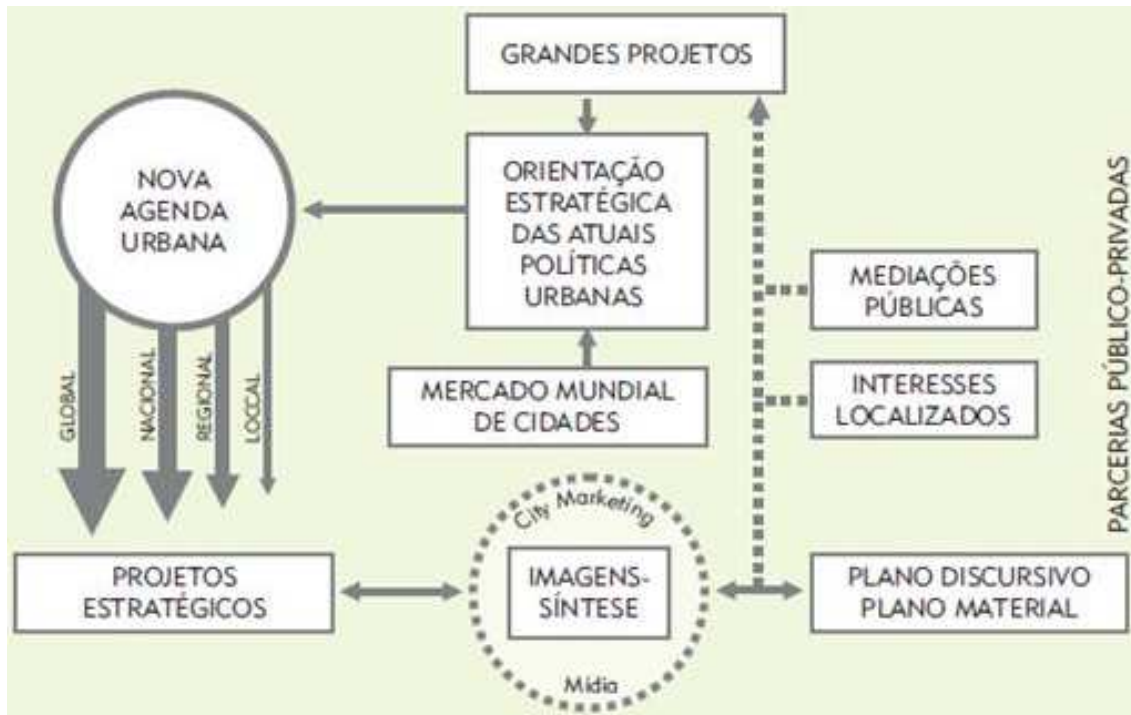 GRANDES PROJETOS
NOVA
AGENDA
URBANA
ORIENTAÇÃO
ESTRATÉGICA
DAS ATUAIS
POLÍTICAS
URBANAS
MEDIAÇÕES
PÚBLICAS
INTERESSES
LOCALIZADOS
PARCERIAS PÚBLICO-PRIVADAS
MERCADO MUNDIAL
DE CIDADES
GLOBAL
NACIONAL
REGIONAL
LOCCAL
PROJETOS
ESTRATÉGICOS
City Marketing
IMAGENS-
SÍNTESE
Mídia
PLANO DISCURSIVO
PLANO MATERIAL